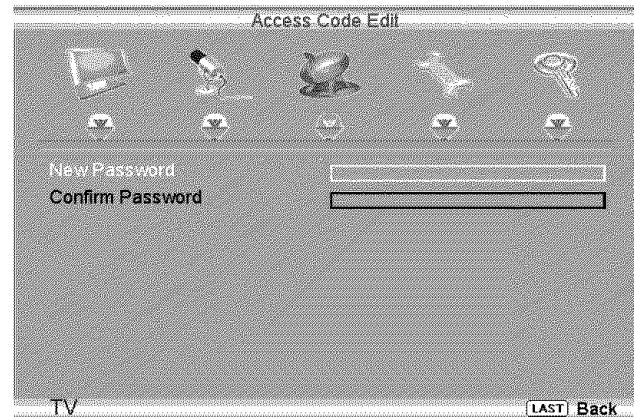 Access Code Edit
New Password
Confirm Password
TV
LAST Back